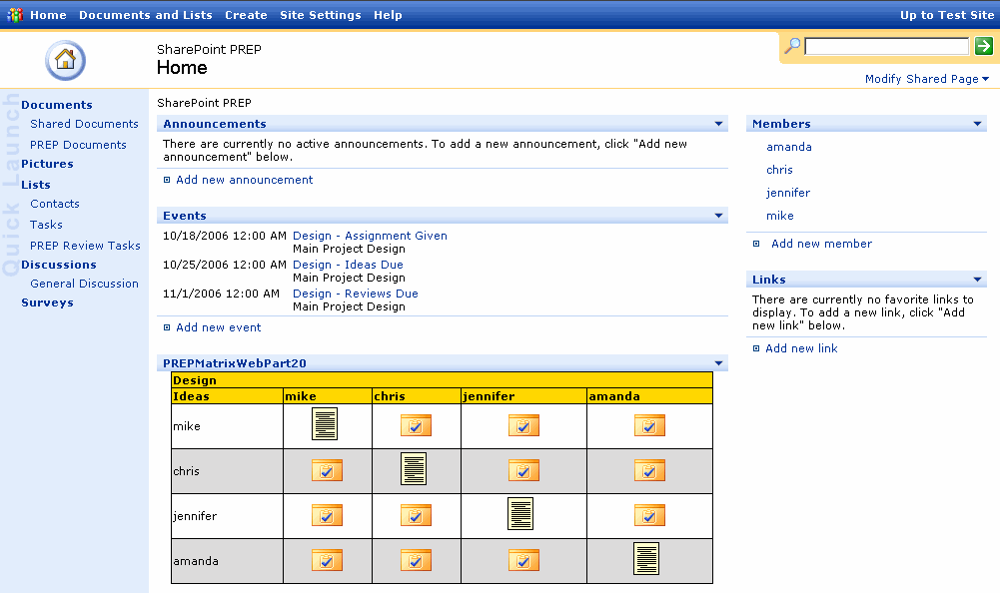 Home Documents and Lists Create Site Settings Help Up to Test Site
SharePoint PREP
Home
Modify Shared Page
Quick Launch
Documents
Shared Documents
PREP Documents
Pictures
Lists
Contacts
Tasks
PREP Review Tasks
Discussions
General Discussion
Surveys
SharePoint PREP
Announcements
There are currently no active announcements. To add a new announcement, click "Add new
announcement" below.
Add new announcement
Events
10/18/2006 12:00 AM Design - Assignment Given
Main Project Design
10/25/2006 12:00 AM Design - Ideas Due
Main Project Design
11/1/2006 12:00 AM Design - Reviews Due
Main Project Design
Add new event
PREPMatrixWebPart20
Design
Ideas mike chris jennifer amanda
mike
chris
jennifer
amanda
Members
amanda
chris
jennifer
mike
Add new member
Links
There are currently no favorite links to
display. To add a new link, click "Add
new link" below.
Add new link